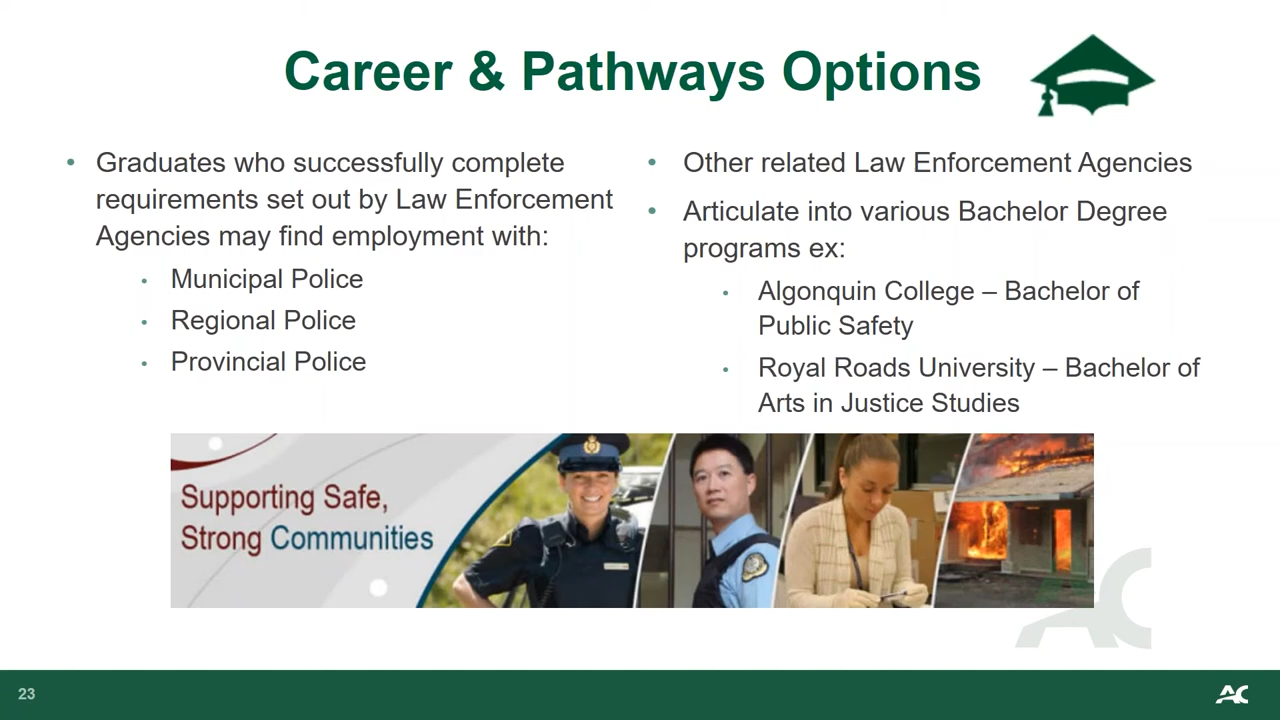 Career & Pathways Options
• Graduates who successfully complete
requirements set out by Law Enforcement
Agencies may find employment with:
• Municipal Police
• Regional Police
• Provincial Police
• Other related Law Enforcement Agencies
• Articulate into various Bachelor Degree
programs ex:
• Algonquin College – Bachelor of
Public Safety
• Royal Roads University – Bachelor of
Arts in Justice Studies
Supporting Safe,
Strong Communities
AC
23
AC